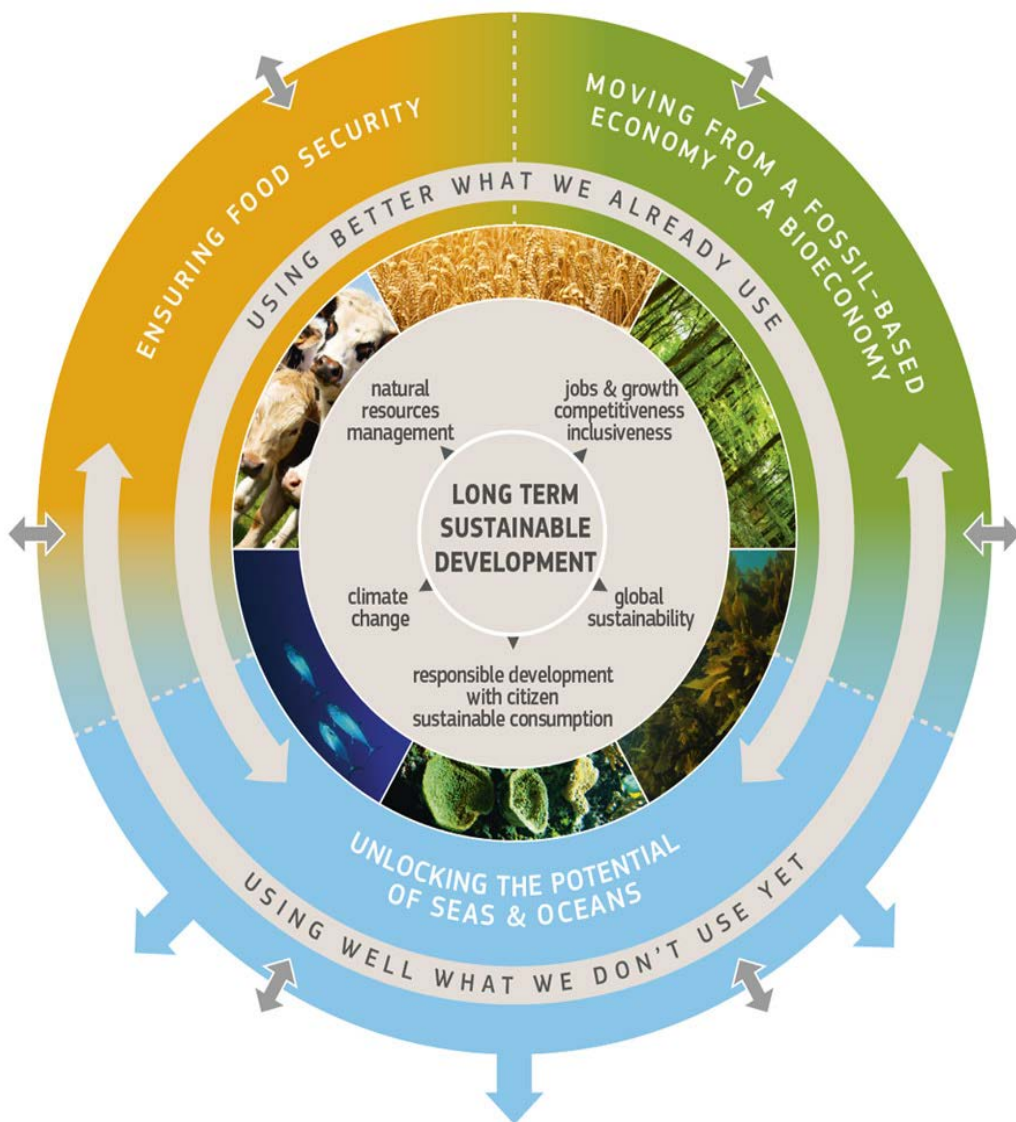 ENSURING FOOD SECURITY
MOVING FROM A FOSSIL-BASED
ECONOMY TO A BIOECONOMY
USING BETTER WHAT WE ALREADY USE
natural
resources
management
jobs & growth
competitiveness
inclusiveness
LONG TERM
SUSTAINABLE
DEVELOPMENT
climate
change
global
sustainability
responsible development
with citizen
sustainable consumption
UNLOCKING THE POTENTIAL
OF SEAS & OCEANS
USING WELL WHAT WE DON'T USE YET